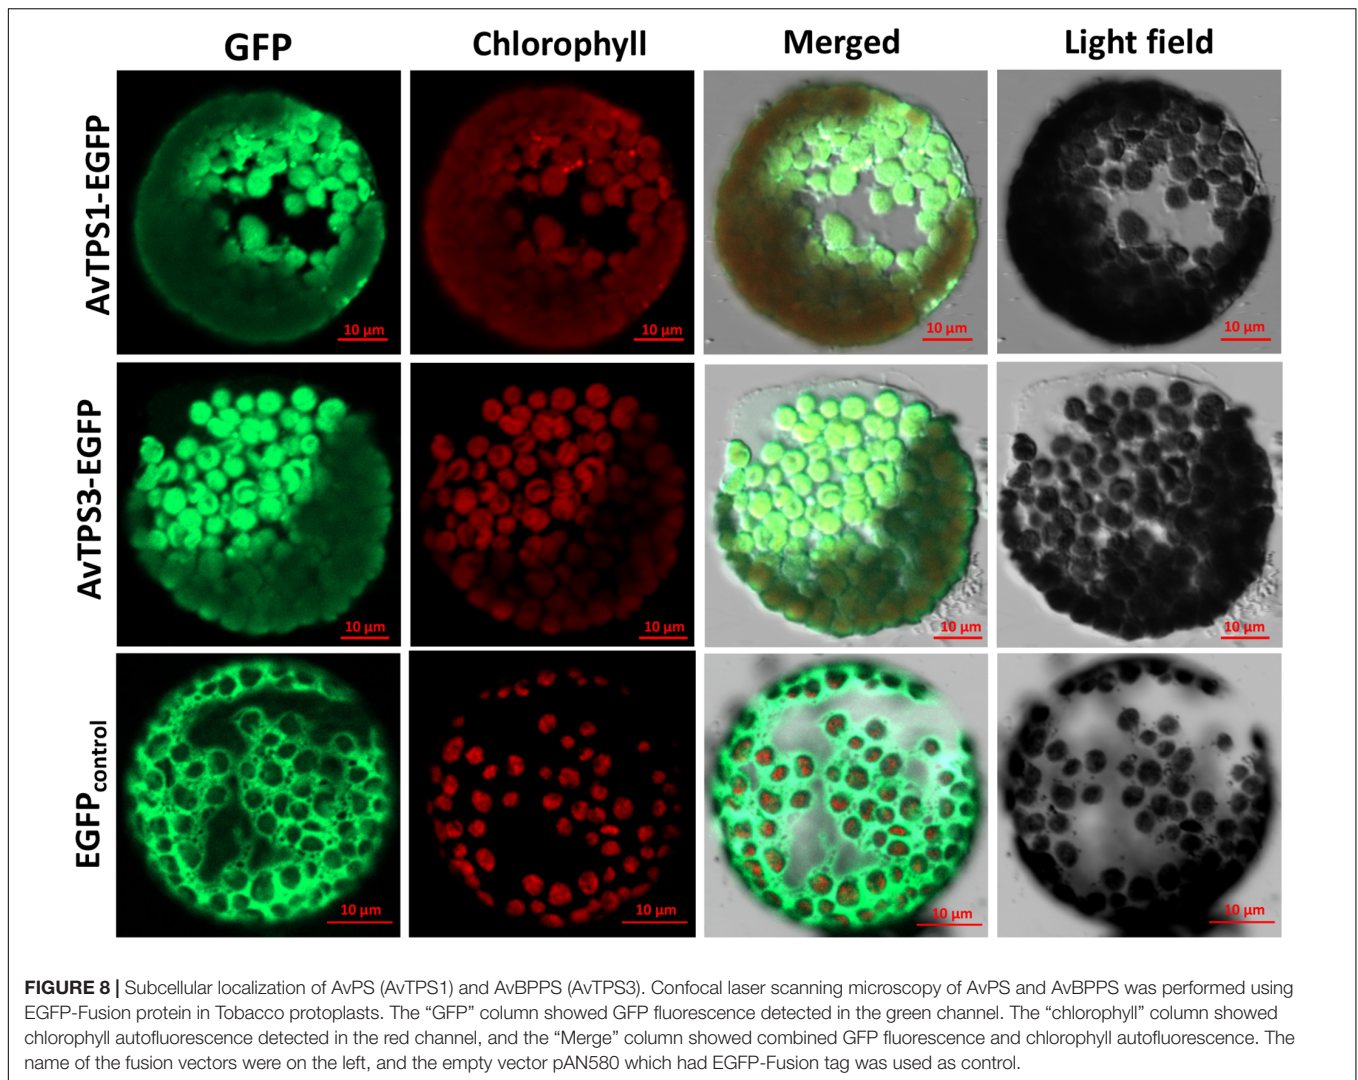 GFP Chlorophyll Merged Light field
AvTPS1-EGFP
10 µm 10 µm 10 µm 10 µm
AvTPS3-EGFP
10 µm 10 µm 10 µm 10 µm
EGFPcontrol
10 µm 10 µm 10 µm 10 µm
FIGURE 8 | Subcellular localization of AvPS (AvTPS1) and AvBPPS (AvTPS3). Confocal laser scanning microscopy of AvPS and AvBPPS was performed using
EGFP-Fusion protein in Tobacco protoplasts. The “GFP” column showed GFP fluorescence detected in the green channel. The “chlorophyll” column showed
chlorophyll autofluorescence detected in the red channel, and the “Merge” column showed combined GFP fluorescence and chlorophyll autofluorescence. The
name of the fusion vectors were on the left, and the empty vector pAN580 which had EGFP-Fusion tag was used as control.